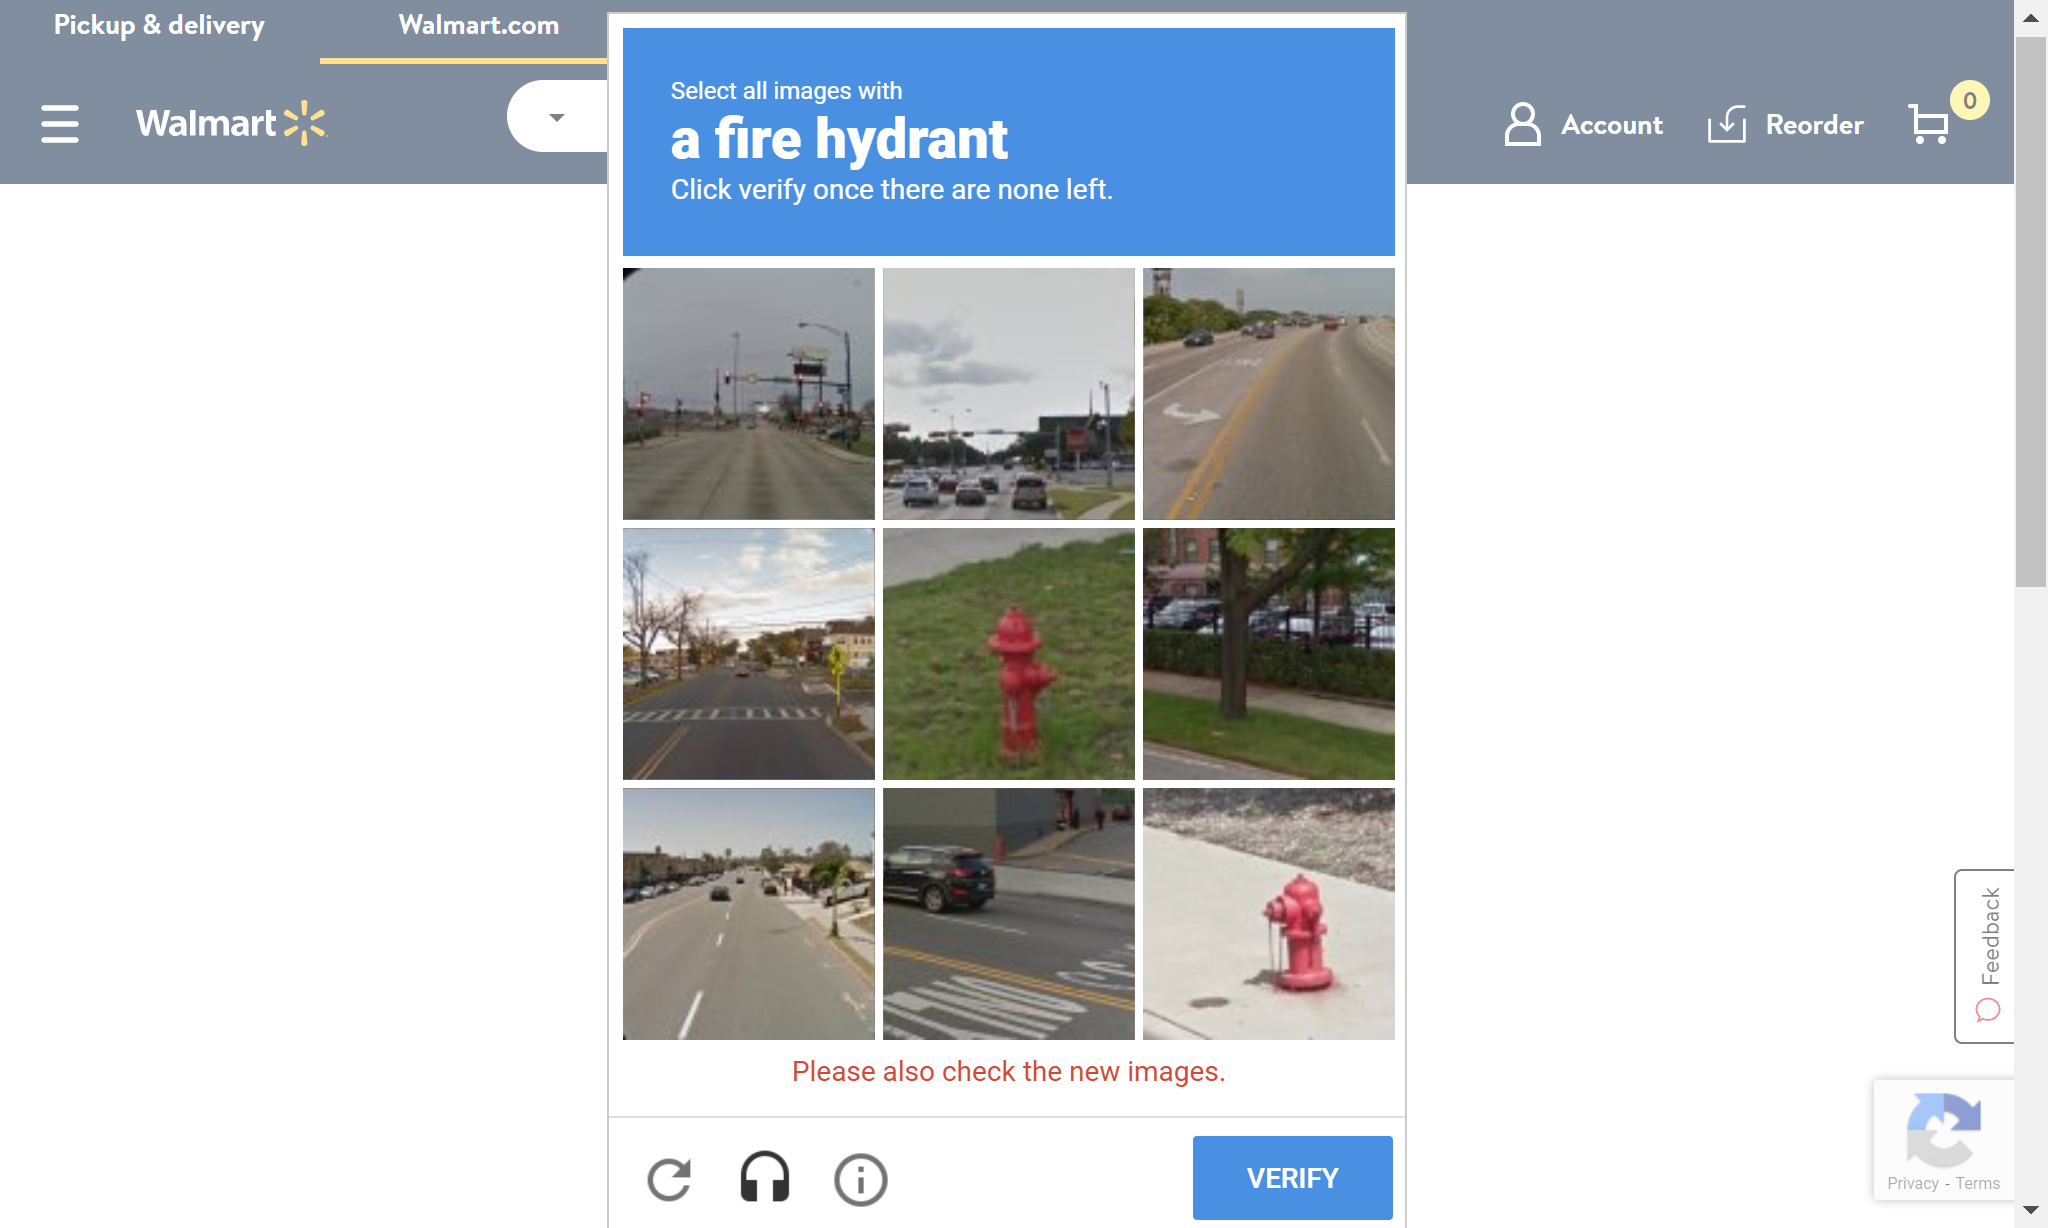 Pickup & delivery
Walmart.com
Walmart
Account
Reorder
0
Select all images with
a fire hydrant
Click verify once there are none left.
Please also check the new images.
VERIFY
Feedback
Privacy - Terms